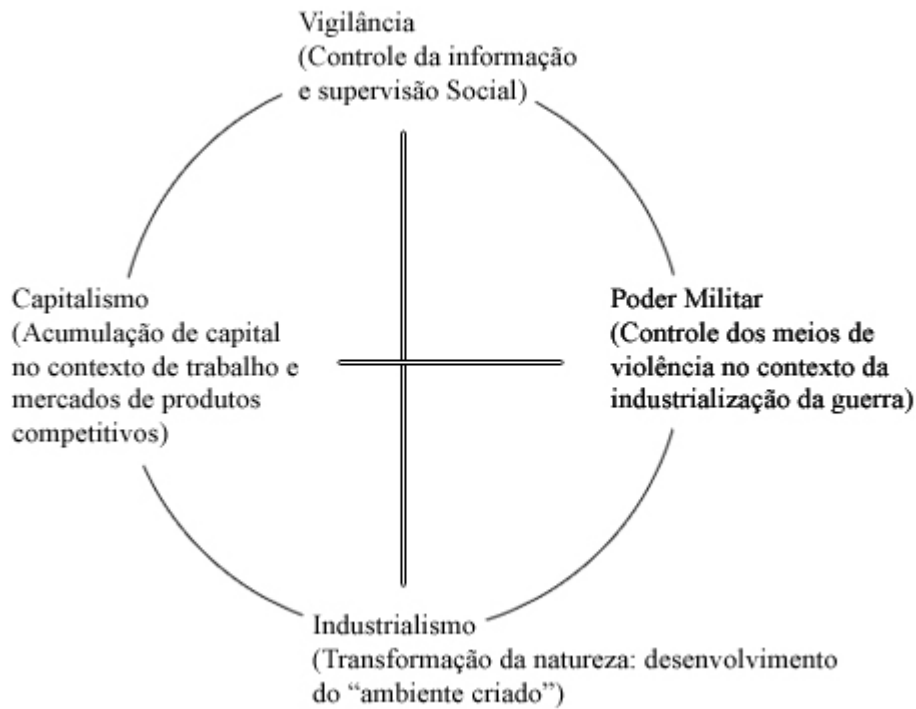 Vigilância
(Controle da informação
e supervisão Social)
Capitalismo
(Acumulação de capital
no contexto de trabalho e
mercados de produtos
competitivos)
Poder Militar
(Controle dos meios de
violência no contexto da
industrialização da guerra)
Industrialismo
(Transformação da natureza: desenvolvimento
do “ambiente criado”)